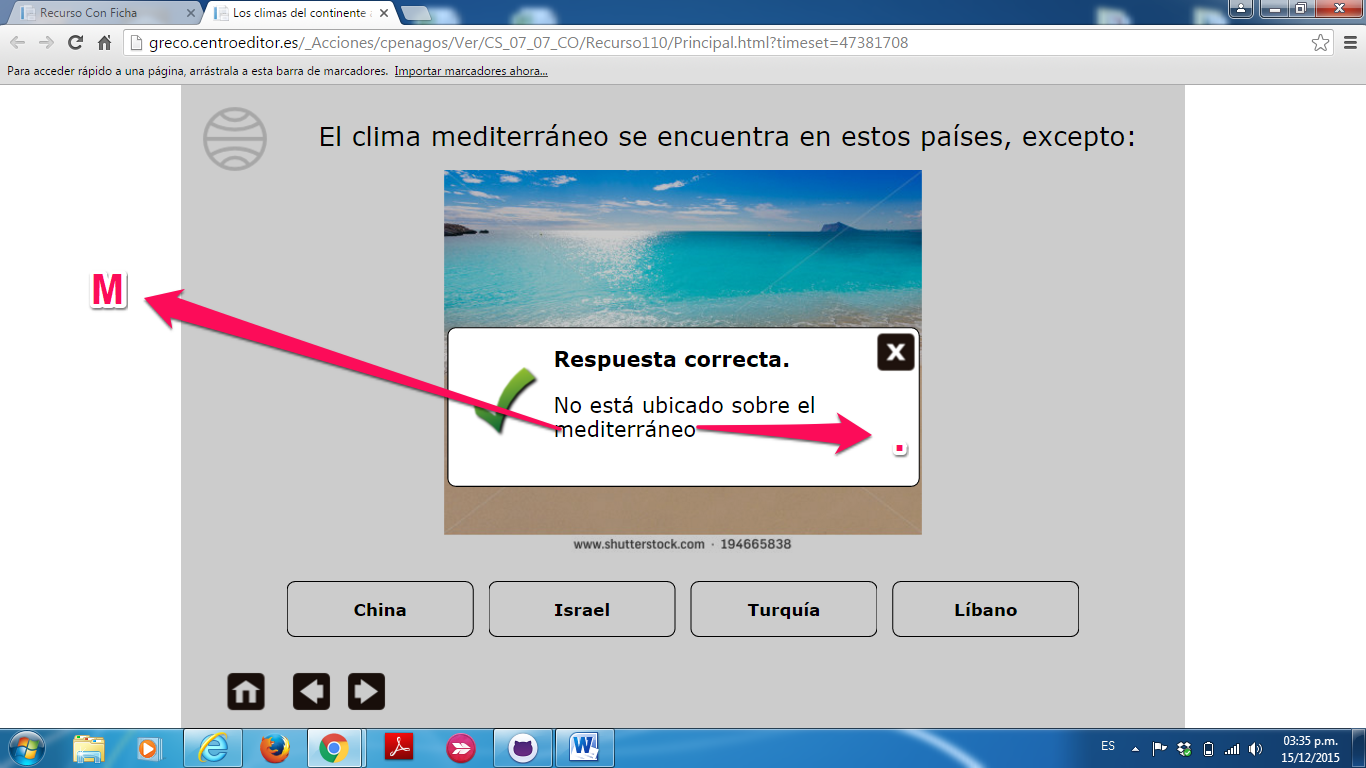 Recurso Con Ficha
Los climas del continente
greco.centroeditor.es/_Acciones/cpenagos/Ver/CS_07_07_CO/Recurso110/Principal.html?timeset=47381708
Para acceder rápido a una página, arrástrala a esta barra de marcadores. Importar marcadores ahora...
El clima mediterráneo se encuentra en estos países, excepto:
M
Respuesta correcta.
No está ubicado sobre el
mediterráneo
.
www.shutterstock.com · 194665838
China
Israel
Turquía
Líbano
ES
03:35 p.m.
15/12/2015